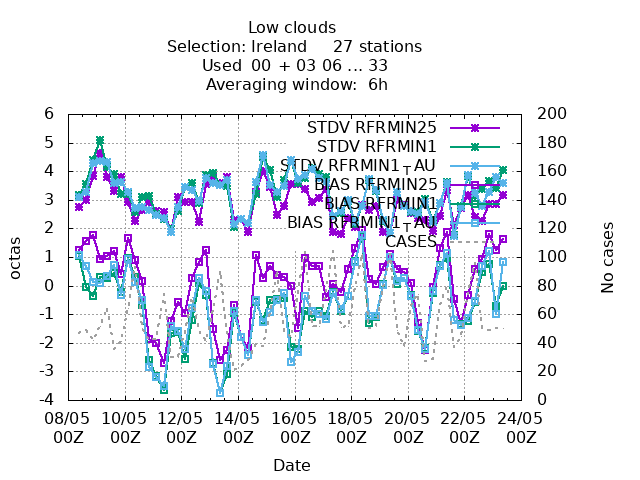 Low clouds
Selection: Ireland 27 stations
Used 00 + 03 06 ... 33
Averaging window: 6h
STDV RFRMIN25
STDV RFRMIN1
STDV RFRMIN1┬AU
BIAS RFRMIN25
BIAS RFRMIN1
BIAS RFRMIN1┬AU
CASES
6
5
4
3
2
1
0
-1
-2
-3
-4
octas
200
180
160
140
120
100
80
60
40
20
0
No cases
08/05 10/05 12/05 14/05 16/05 18/05 20/05 22/05 24/05
00Z 00Z 00Z 00Z 00Z 00Z 00Z 00Z 00Z
Date